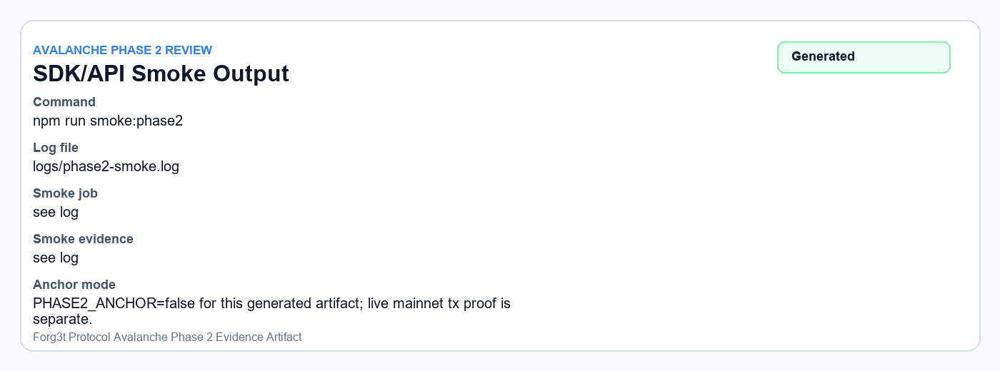 AVALANCHE PHASE 2 REVIEW
Generated
SDK/API Smoke Output
Command
npm run smoke:phase2
Log file
logs/phase2-smoke.log
Smoke job
see log
Smoke evidence
see log
Anchor mode
PHASE2_ANCHOR=false for this generated artifact; live mainnet tx proof is
separate.
Forg3t Protocol Avalanche Phase 2 Evidence Artifact